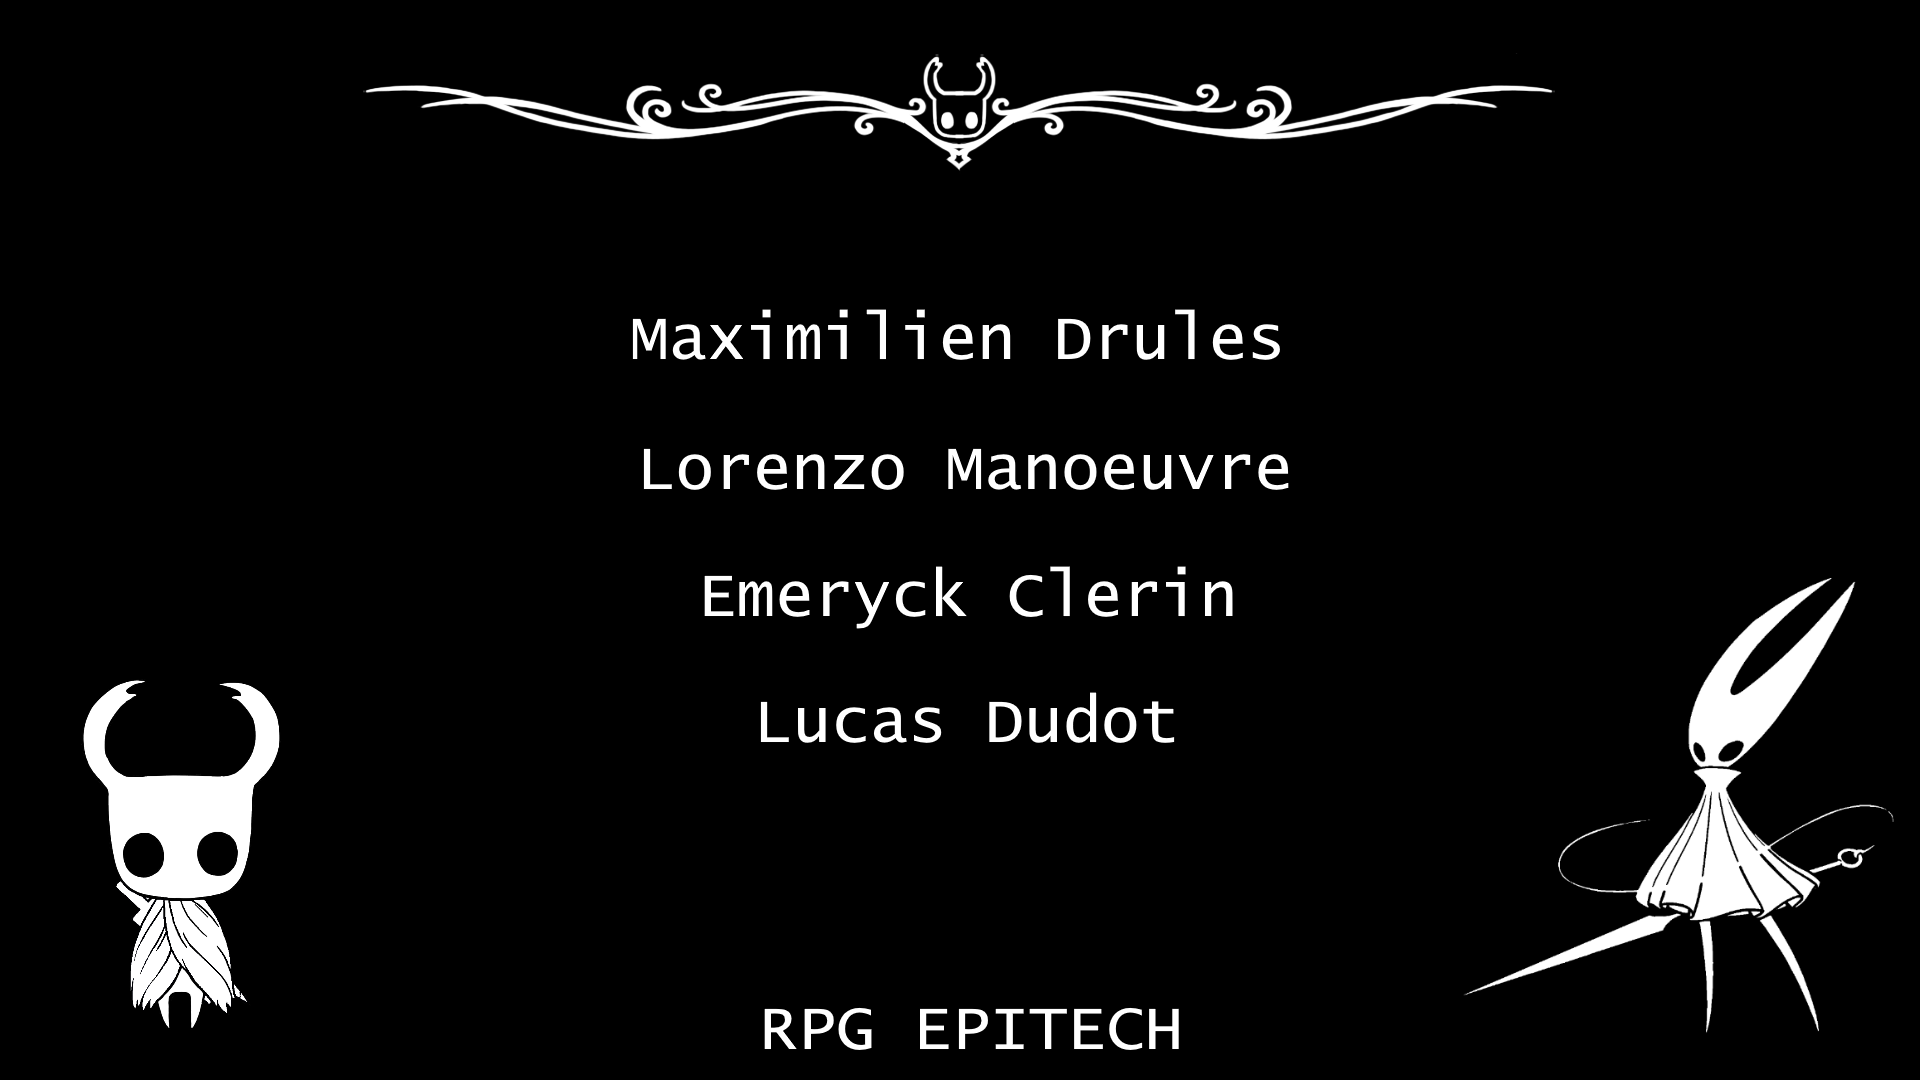 Maximilien Drules
Lorenzo Manoeuvre
Emeryck Clerin
Lucas Dudot
RPG EPITECH